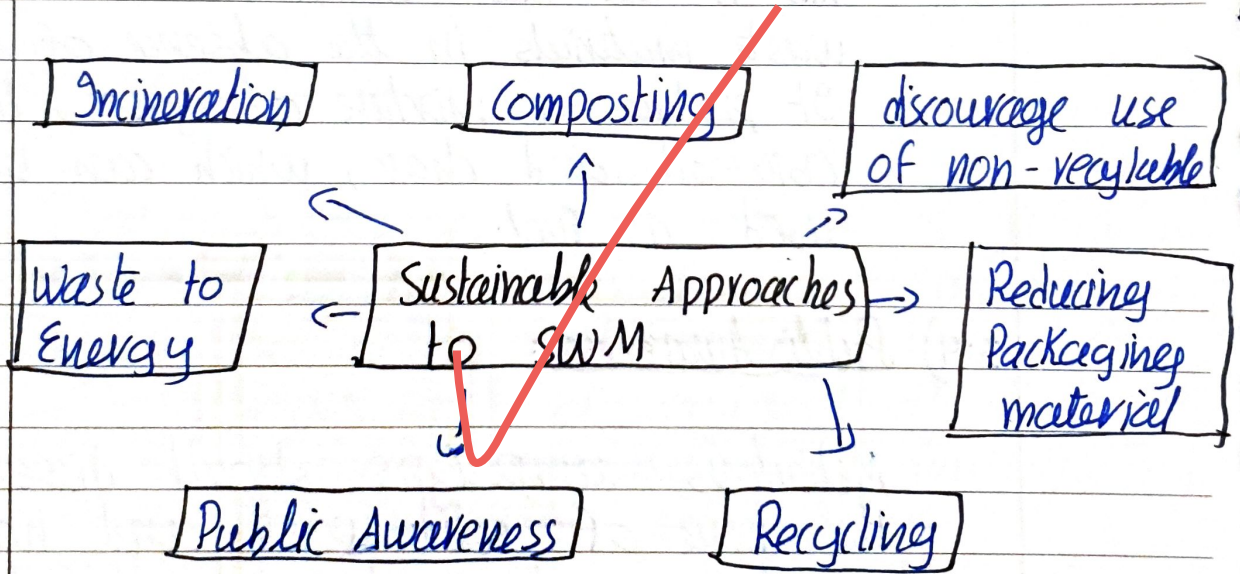 Incineration
Composting
discourage use
of non-recylable
Waste to
Energy
Sustainable Approaches
to SWM
Reducing
Packaging
material
Public Awareness
Recycling